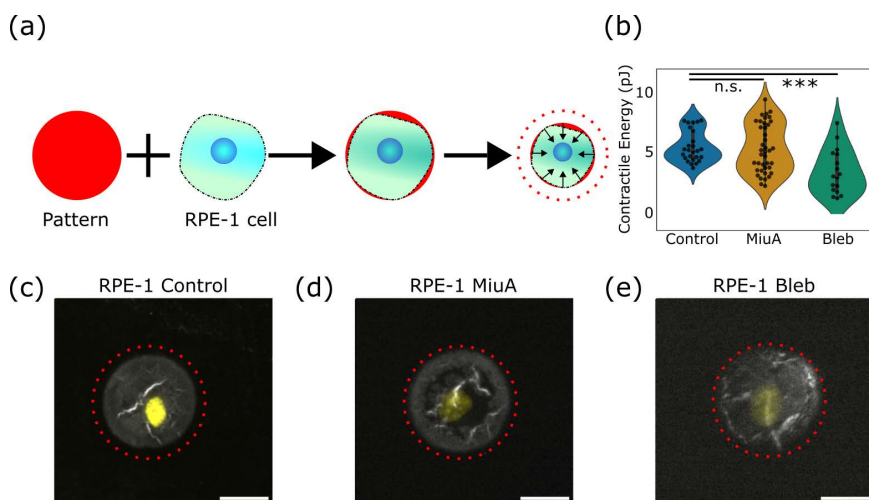 (a)
Pattern
RPE-1 cell
(b)
Contractile Energy (pJ)
10
5
0
n.s.
***
Control
MiuA
Bleb
(c)
RPE-1 Control
(d)
RPE-1 MiuA
(e)
RPE-1 Bleb